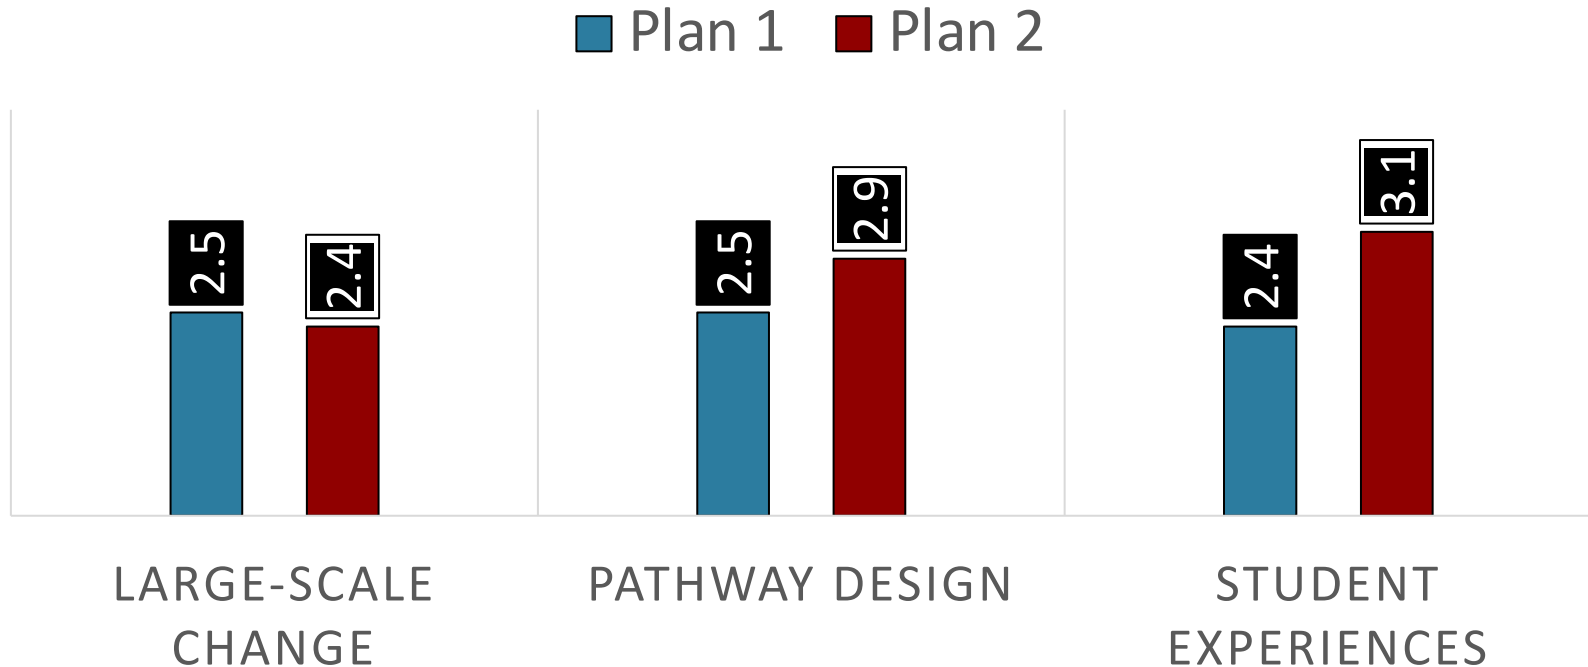 Plan 1 Plan 2
2.5 2.4 2.5 2.9 2.4 3.1
LARGE-SCALE CHANGE
PATHWAY DESIGN
STUDENT EXPERIENCES